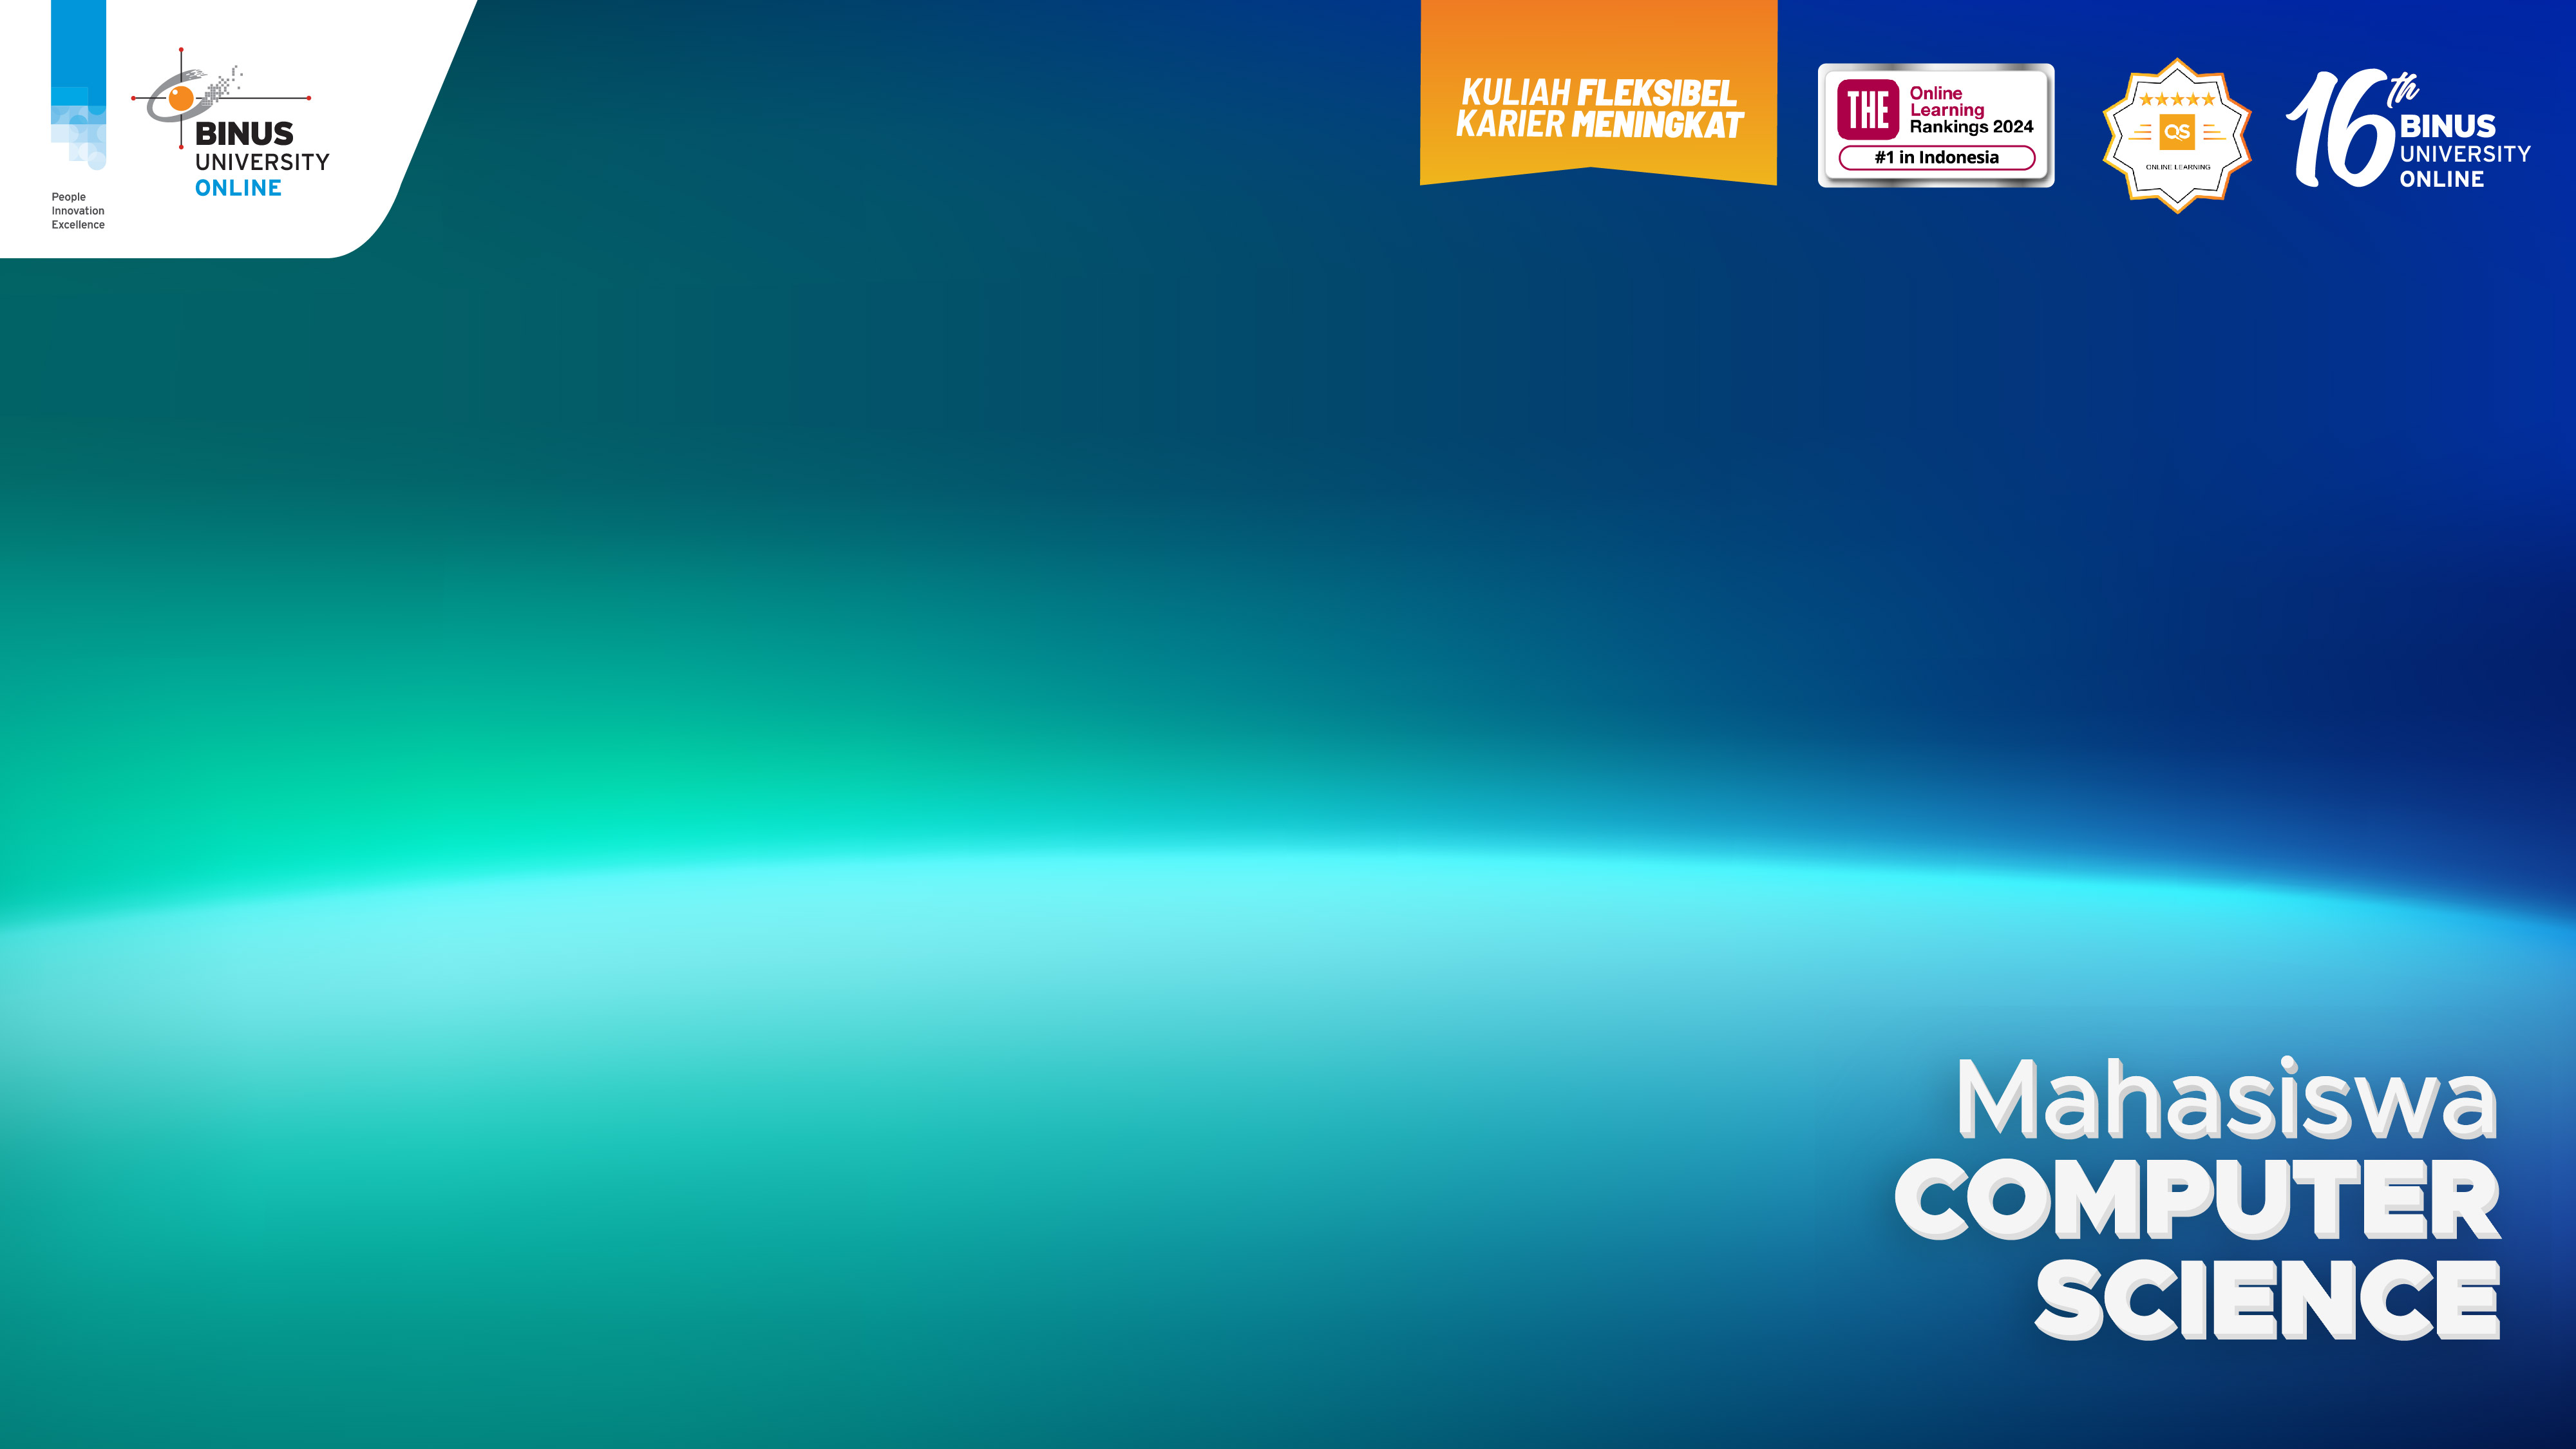 People
Innovation
Excellence
BINUS
UNIVERSITY
ONLINE
KULIAH FLEKSIBEL
KARIER MENINGKAT
THE
Online
Learning
Rankings 2024
#1 in Indonesia
QS
ONLINE LEARNING
16th
BINUS
UNIVERSITY
ONLINE
Mahasiswa
COMPUTER
SCIENCE